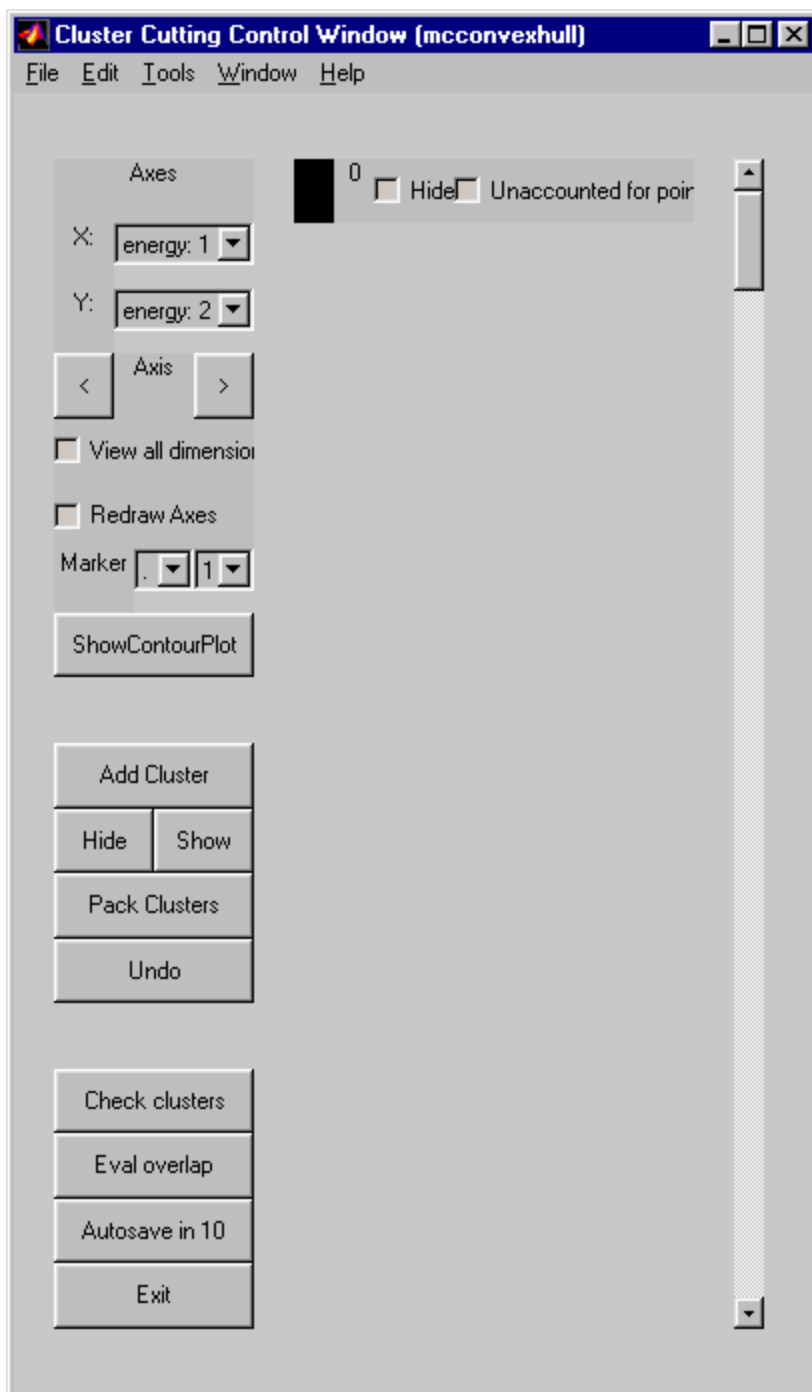 Cluster Cutting Control Window (mcconvexhull)
File Edit Tools Window Help
Axes
0 Hide Unaccounted for poin
X: energy: 1
Y: energy: 2
< Axis >
View all dimension
Redraw Axes
Marker . 1
ShowContourPlot
Add Cluster
Hide Show
Pack Clusters
Undo
Check clusters
Eval overlap
Autosave in 10
Exit